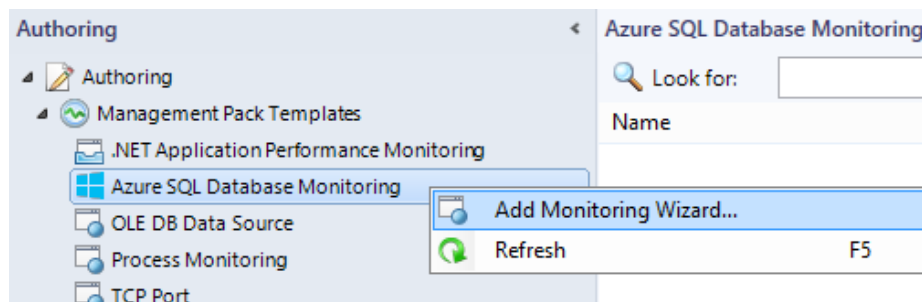 Authoring
Authoring
Management Pack Templates
.NET Application Performance Monitoring
Azure SQL Database Monitoring
OLE DB Data Source
Process Monitoring
TCP Port
Azure SQL Database Monitoring
Look for:
Name
Add Monitoring Wizard...
Refresh F5